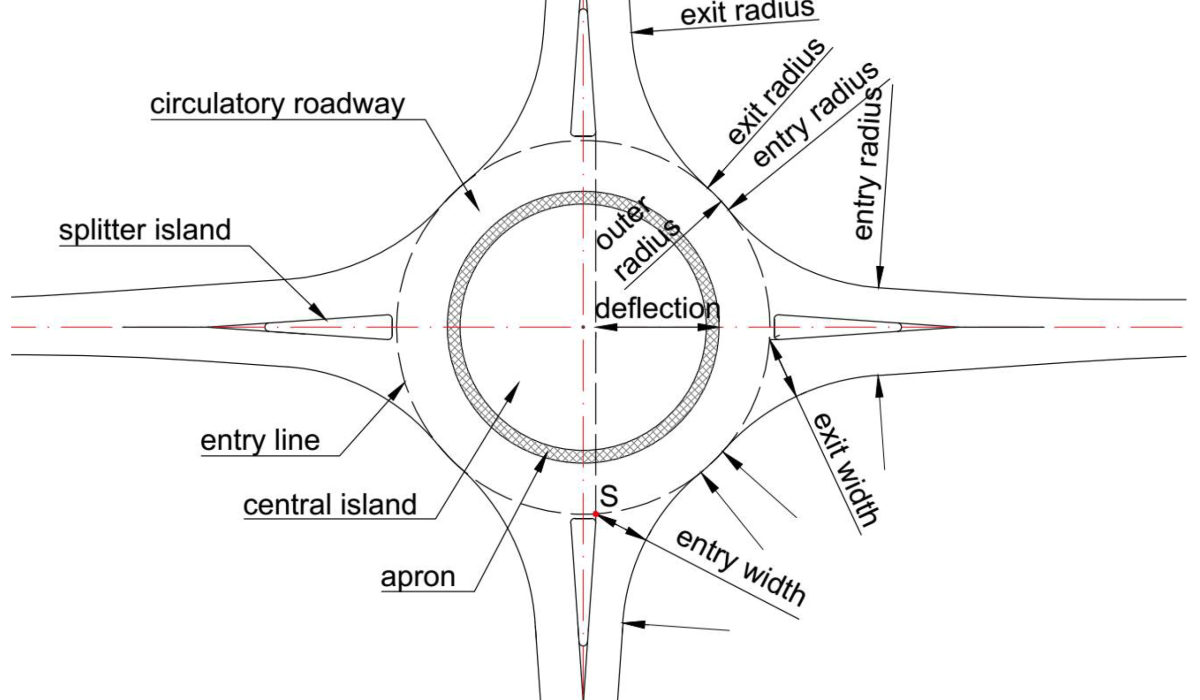 exit radius
exit radius
entry radius
entry radius
circulatory roadway
splitter island
outer
radius
deflection
entry line
central island
apron
S
exit width
entry width